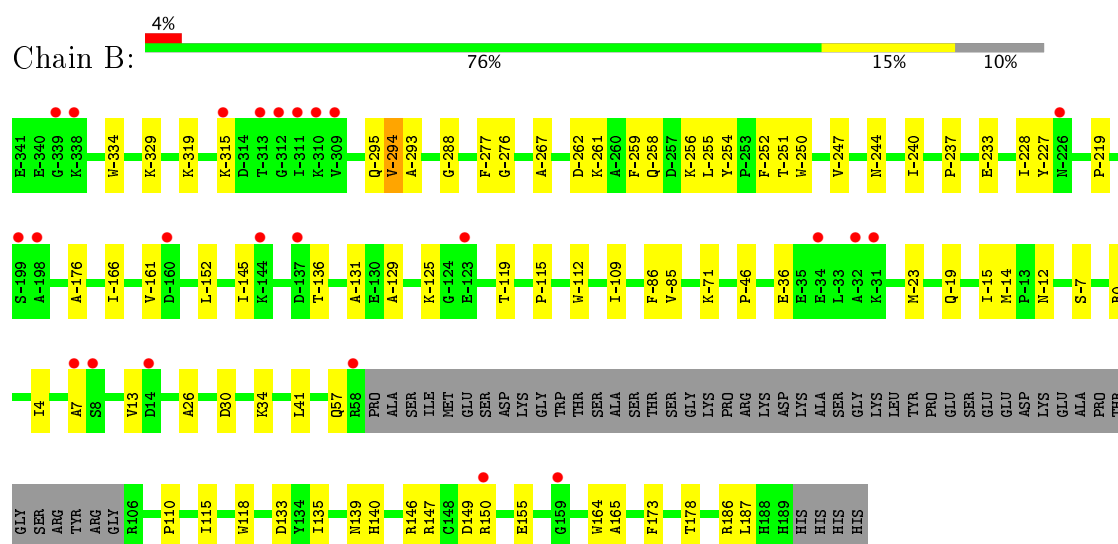 4%
Chain B:
76% 15% 10%
E-341 E-340 G-339 K-338 W-334 K-329 K-319 K-315 D-314 T-313 G-312 I-311 K-310 V-309 Q-295 V-294 A-293 G-288 F-277 G-276 A-267 D-262 K-261 A-260 F-259 Q-258 D-257 K-256 L-255 Y-254 P-253 F-252 T-251 W-250 V-247 N-244 I-240 P-237 E-233 I-228 Y-227 N-226 P-219
S-199 A-198 A-176 I-166 V-161 D-160 L-152 I-145 K-144 D-137 T-136 A-131 E-130 A-129 K-125 G-124 E-123 T-119 P-115 W-112 I-109 F-86 V-85 K-71 P-46 E-36 E-35 E-34 L-33 A-32 K-31 M-23 Q-19 I-15 M-14 P-13 N-12 S-7 R0
I4 A7 S8 V13 D14 A26 D30 K34 L41 Q57 R58 PRO ALA SER ILE MET GLU SER ASP LYS GLY TRP THR SER ALA SER THR SER GLY LYS PRO ARG LYS ASP LYS ALA SER GLY LYS LEU TYR PRO GLU SER GLU GLU ASP LYS GLU ALA PRO THR
GLY SER ARG TYR ARG GLY R106 P110 I115 W118 D133 Y134 I135 N139 H140 R146 R147 C148 D149 R150 E155 G159 W164 A165 F173 T178 R186 L187 H188 H189 HIS HIS HIS HIS